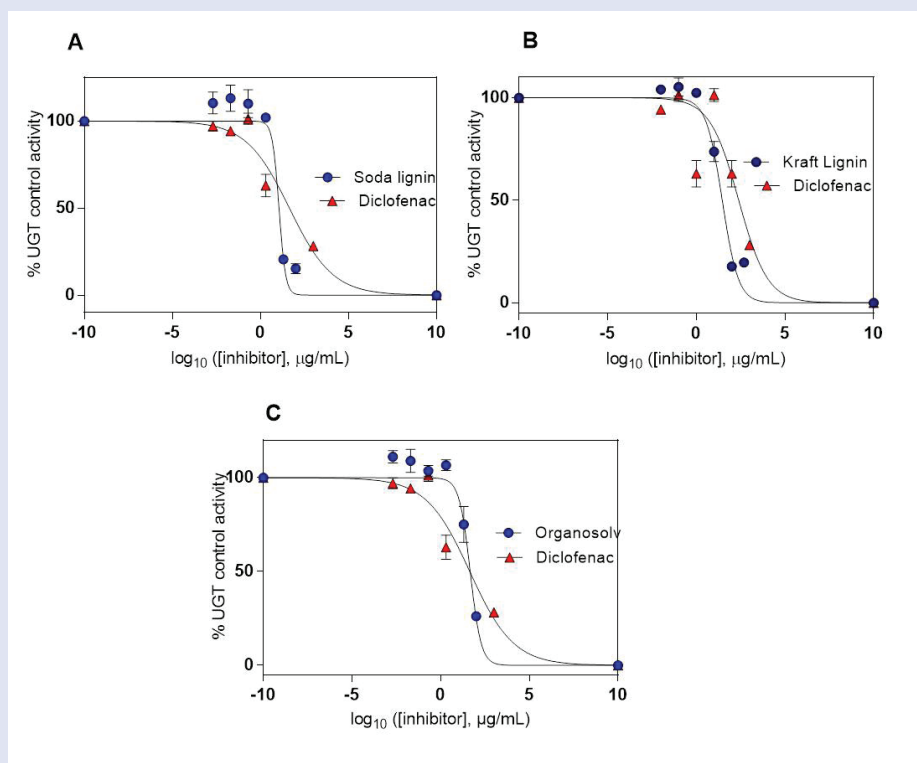 A
100
50
0
-10
-5
0
5
10
% UGT control activity
log10 ([inhibitor], µg/mL)
Soda lignin
Diclofenac
B
100
50
0
-10
-5
0
5
10
% UGT control activity
log10 ([inhibitor], µg/mL)
Kraft Lignin
Diclofenac
C
100
50
0
-10
-5
0
5
10
% UGT control activity
log10 ([inhibitor], µg/mL)
Organosolv
Diclofenac